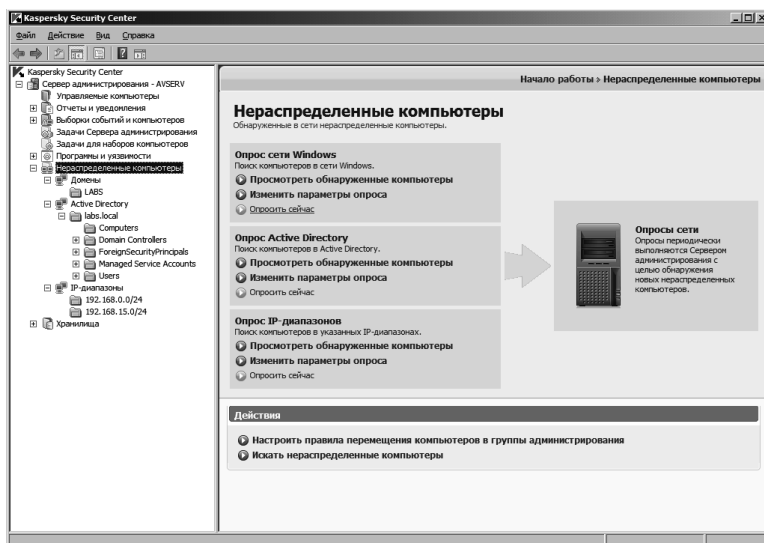 Kaspersky Security Center
Файл Действие Вид Справка
Kaspersky Security Center
Сервер администрирования - AVSERV
Управляемые компьютеры
Отчеты и уведомления
Выборки событий и компьютеров
Задачи Сервера администрирования
Задачи для наборов компьютеров
Программы и уязвимости
Нераспределенные компьютеры
Домены
LABS
Active Directory
labs.local
Computers
Domain Controllers
ForeignSecurityPrincipals
Managed Service Accounts
Users
IP-диапазоны
192.168.0.0/24
192.168.15.0/24
Хранилища
Начало работы › Нераспределенные компьютеры
Нераспределенные компьютеры
Обнаруженные в сети нераспределенные компьютеры.
Опрос сети Windows
Поиск компьютеров в сети Windows.
Просмотреть обнаруженные компьютеры
Изменить параметры опроса
Опросить сейчас
Опрос Active Directory
Поиск компьютеров в Active Directory.
Просмотреть обнаруженные компьютеры
Изменить параметры опроса
Опросить сейчас
Опрос IP-диапазонов
Поиск компьютеров в указанных IP-диапазонах.
Просмотреть обнаруженные компьютеры
Изменить параметры опроса
Опросить сейчас
Опросы сети
Опросы периодически
выполняются Сервером
администрирования с
целью обнаружения
новых нераспределенных
компьютеров.
Действия
Настроить правила перемещения компьютеров в группы администрирования
Искать нераспределенные компьютеры